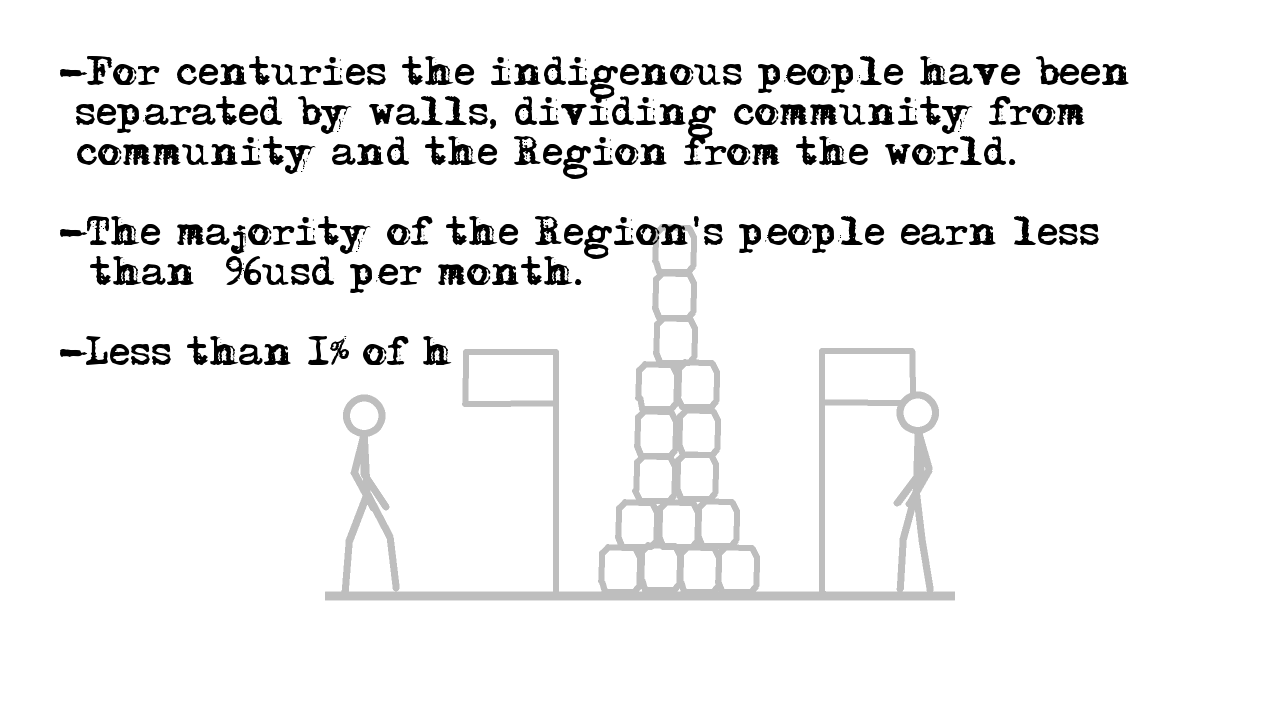 -For centuries the indigenous people have been
separated by walls, dividing community from
community and the Region from the world.
-The majority of the Region's people earn less
than 96usd per month.
-Less than 1% of h